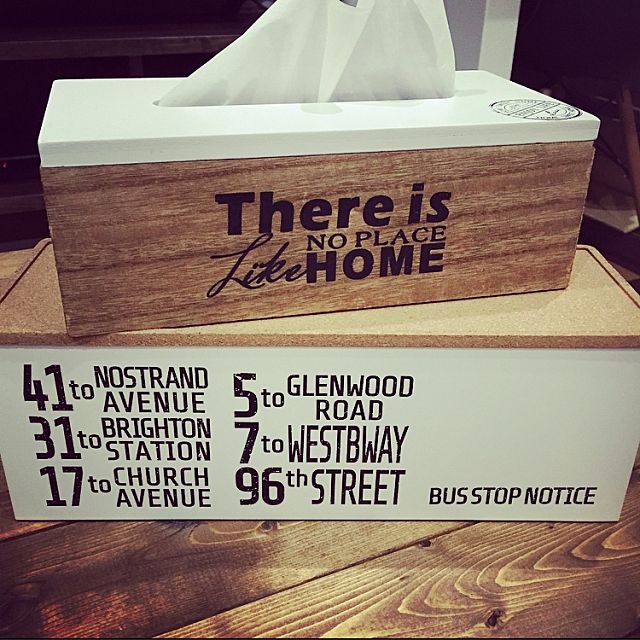 There is
NO PLACE
Like HOME
41 to NOSTRAND
AVENUE
31 to BRIGHTON
STATION
17 to CHURCH
AVENUE
5 to GLENWOOD
ROAD
7 to WESTBWAY
96th STREET
BUS STOP NOTICE